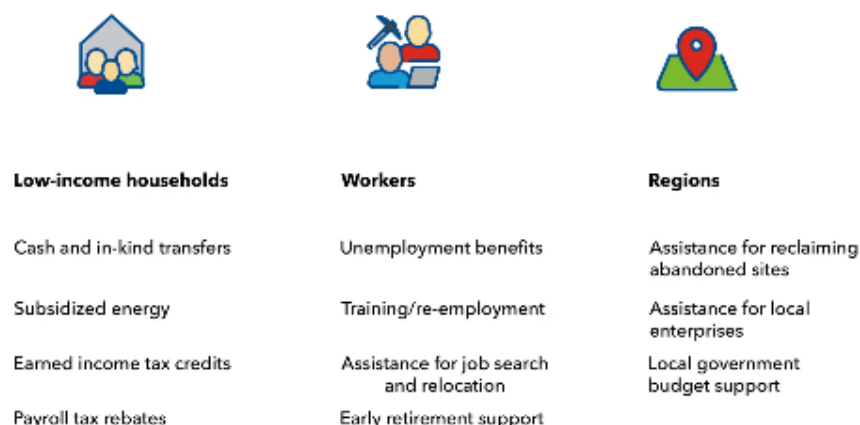 Low-income households
Cash and in-kind transfers
Subsidized energy
Earned income tax credits
Payroll tax rebates
Workers
Unemployment benefits
Training/re-employment
Assistance for job search
and relocation
Early retirement support
Regions
Assistance for reclaiming
abandoned sites
Assistance for local
enterprises
Local government
budget support